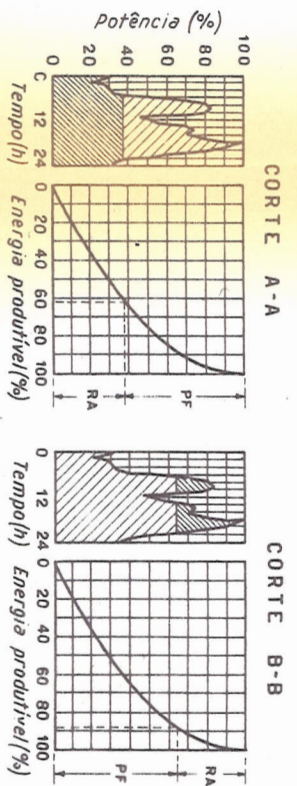 CORTE A-A
Potência (%)
100
80
60
40
20
0
C 12 24
Tempo(h)
0 20 40 60 80 100
Energia produtível(%)
PF
RA
CORTE B-B
0 12 24
Tempo(h)
0 20 40 60 80 100
Energia produtível(%)
RA
PF